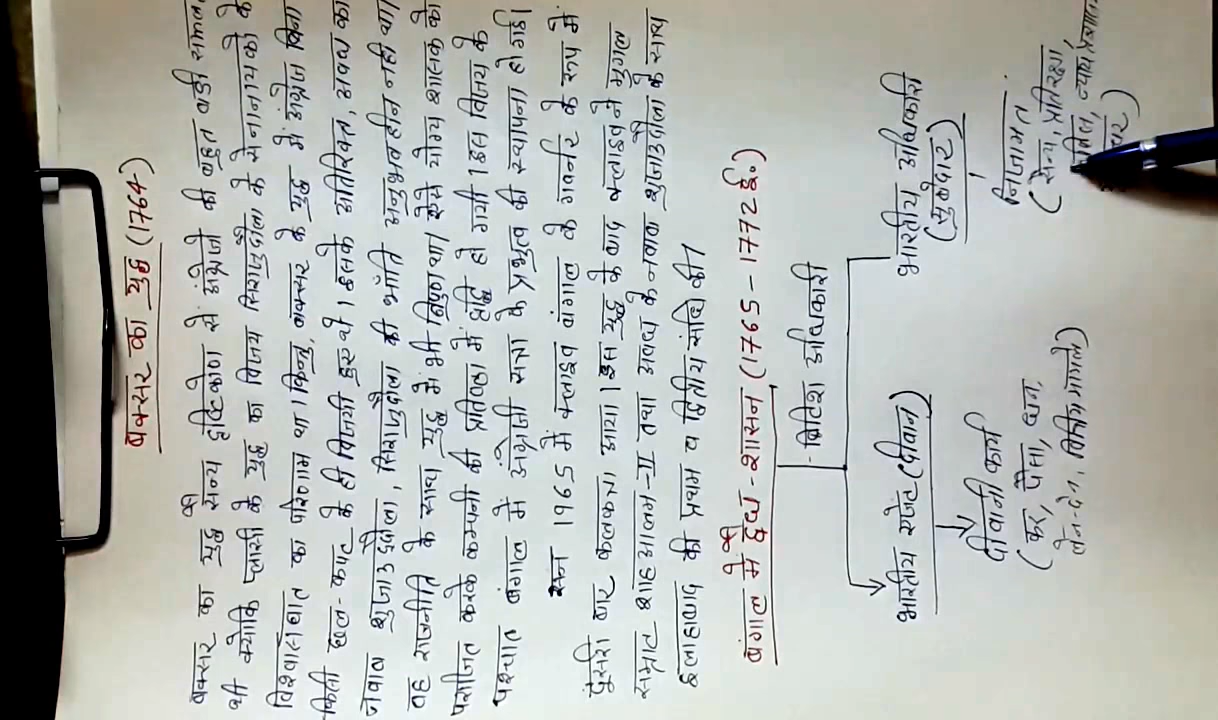 बक्सर का युद्ध (1764)
बक्सर का युद्ध सैन्य दृष्टिकोण से अंग्रेजों की बहुत बड़ी सफलता
थी क्योंकि प्लासी के युद्ध का विजय सिराजुद्दौला के सेनानायकों के
विश्वासघात का परिणाम था। किन्तु, बाक्सर के युद्ध में अंग्रेज बिना
किसी छल-कपट के ही विजयी हुए थे। इसके अतिरिक्त, अवध का
नवाब शुजाउद्दौला, सिराजुद्दौला की भाँति अनुभवहीन नही था
वह राजनीति के साथ युद्ध में भी निपुण था। ऐसे योग्य शासक को
पराजित करके कम्पनी की प्रतिष्ठा में वृद्धि हो गयी। इस विजय के
पश्चात बंगाल में अंग्रेजी सत्ता के प्रभुत्व की स्थापना हो गई।
सन 1965 में क्लाइव बंगाल के गवर्नर के रूप में
दूसरी बार कलकत्ता आया। इस युद्ध के बाद क्लाइव ने मुगल
सम्राट शाहआलम-II तथा अवध के नवाब शुजाउद्दौला के साथ
इलाहाबाद की प्रथम व द्वितीय संधि की।
बंगाल में द्वैध-शासन की (1765-1772 ई०)
ब्रिटिश अधिकारी
भारतीय एजेंट (दीवान)
भारतीय अधिकारी
(सूबेदार)
दीवानी कार्य
(कर, पैसा, धन,
लेन-देन, वित्तीय मामले)
निजामत
(सैन्य, प्रतिरक्षा
न्याय,